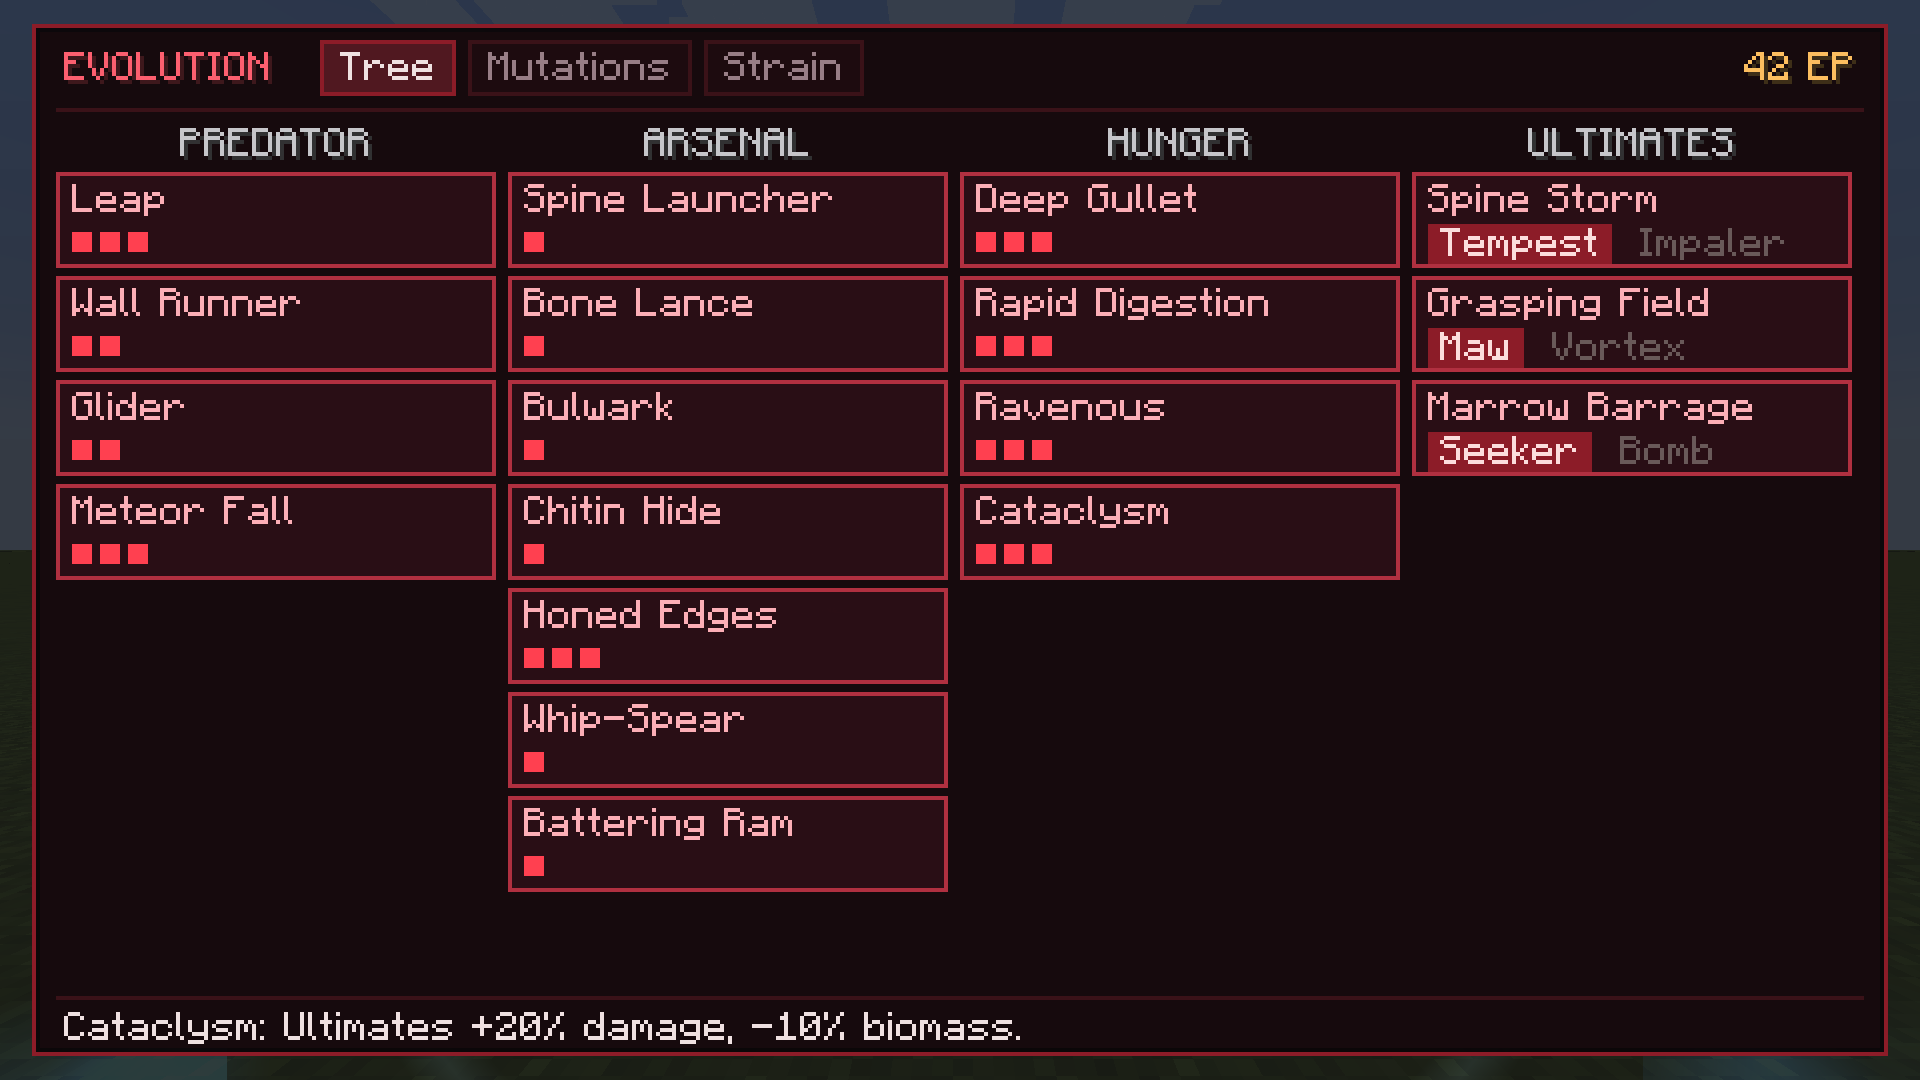 EVOLUTION Tree Mutations Strain 42 EP
PREDATOR ARSENAL HUNGER ULTIMATES
Leap
Wall Runner
Glider
Meteor Fall
Spine Launcher
Bone Lance
Bulwark
Chitin Hide
Honed Edges
Whip-Spear
Battering Ram
Deep Gullet
Rapid Digestion
Ravenous
Cataclysm
Spine Storm
Tempest Impaler
Grasping Field
Maw Vortex
Marrow Barrage
Seeker Bomb
Cataclysm: Ultimates +20% damage, -10% biomass.